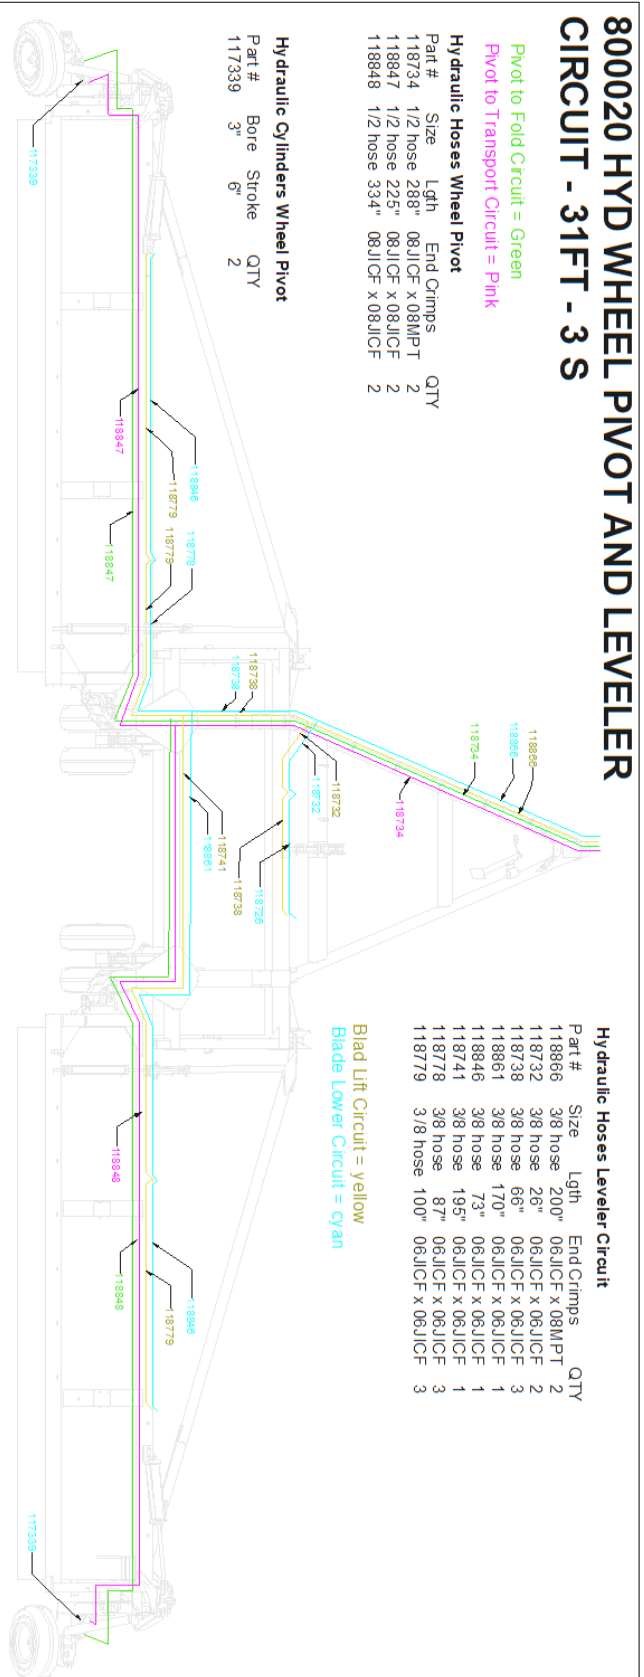 800020 HYD WHEEL PIVOT AND LEVELER
CIRCUIT - 31FT - 3 S
Pivot to Fold Circuit = Green
Pivot to Transport Circuit = Pink
Hydraulic Hoses Wheel Pivot
Part # Size Lgth End Crimps QTY
118734 1/2 hose 288" 08JICF x 08MPT 2
118847 1/2 hose 225" 08JICF x 08JICF 2
118848 1/2 hose 334" 08JICF x 08JICF 2
Hydraulic Cylinders Wheel Pivot
Part # Bore Stroke QTY
117339 3" 6" 2
Hydraulic Hoses Leveler Circuit
Part # Size Lgth End Crimps QTY
118866 3/8 hose 200" 06JICF x 08MPT 2
118732 3/8 hose 26" 06JICF x 06JICF 2
118738 3/8 hose 66" 06JICF x 06JICF 3
118861 3/8 hose 170" 06JICF x 06JICF 1
118846 3/8 hose 73" 06JICF x 06JICF 1
118741 3/8 hose 195" 06JICF x 06JICF 1
118778 3/8 hose 87" 06JICF x 06JICF 3
118779 3/8 hose 100" 06JICF x 06JICF 3
Blad Lift Circuit = yellow
Blade Lower Circuit = cyan
118866
118866
118734
118734
118732
118732
118738
118738
118726
118738
118741
118861
118846
118779
118778
118779
118847
118847
117339
118848
118848
118846
118779
117339